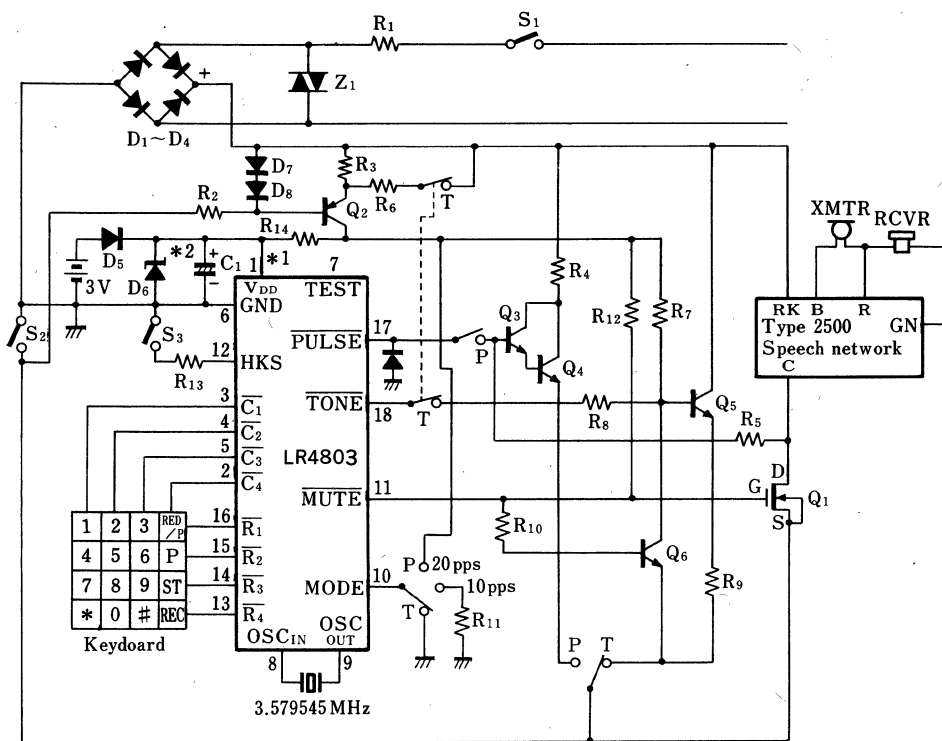 R1
S1
Z1
+
D1~D4
D7
D8
R3
R6
T
R2
Q2
R14
XMTR
RCVR
D5
*2
+
C1
−
1
*1
7
3V
D6
VDD
TEST
6
GND
S2
S3
R13
12
HKS
PULSE
17
P
Q3
Q4
R4
R12
R7
RK
B
R
GN
Type 2500
Speech network
C
3
C1
TONE
18
T
R8
Q5
R5
4
C2
5
C3
LR4803
2
C4
MUTE
11
G
D
S
Q1
1 2 3 RED/P
4 5 6 P
7 8 9 ST
* 0 # REC
Keydoard
16
R1
15
R2
14
R3
13
R4
R10
Q6
R9
MODE
10
P
20pps
10pps
T
R11
OSC IN
OSC OUT
8
9
P
T
3.579545MHz